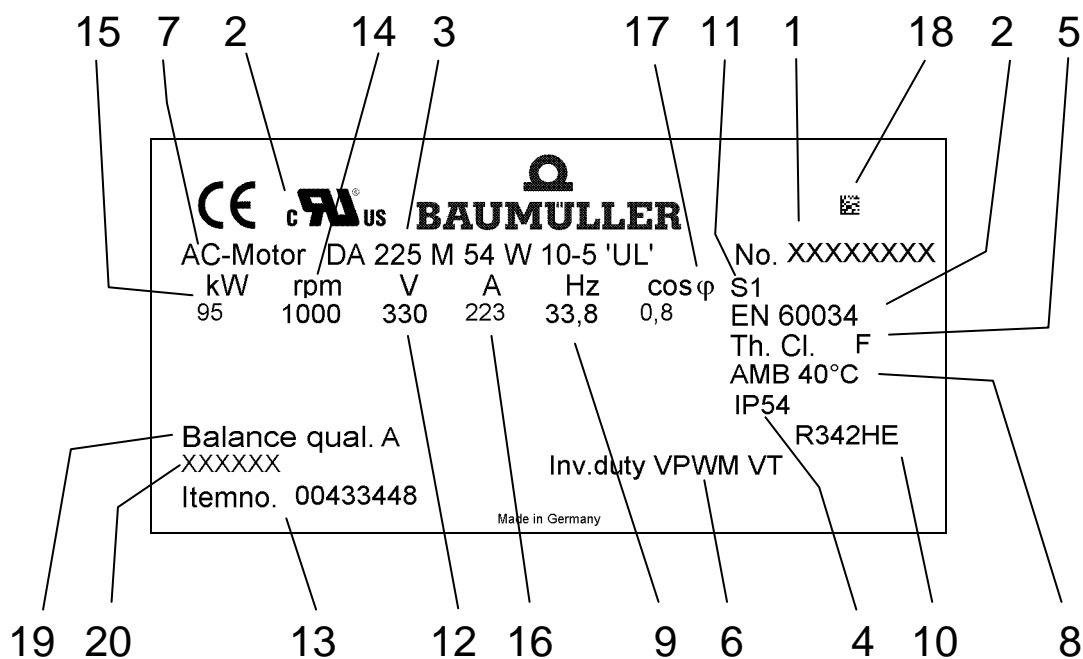 15 7 2 14 3 17 11 1 18 2 5
CE C RU ® US BAUMÜLLER
AC-Motor DA 225 M 54 W 10-5 'UL' No. XXXXXXXX
kW rpm V A Hz cosφ S1
95 1000 330 223 33,8 0,8 EN 60034
Th. Cl. F
AMB 40°C
IP54
R342HE
Balance qual. A
XXXXXX Inv.duty VPWM VT
Itemno. 00433448
Made in Germany
19 20 13 12 16 9 6 4 10 8